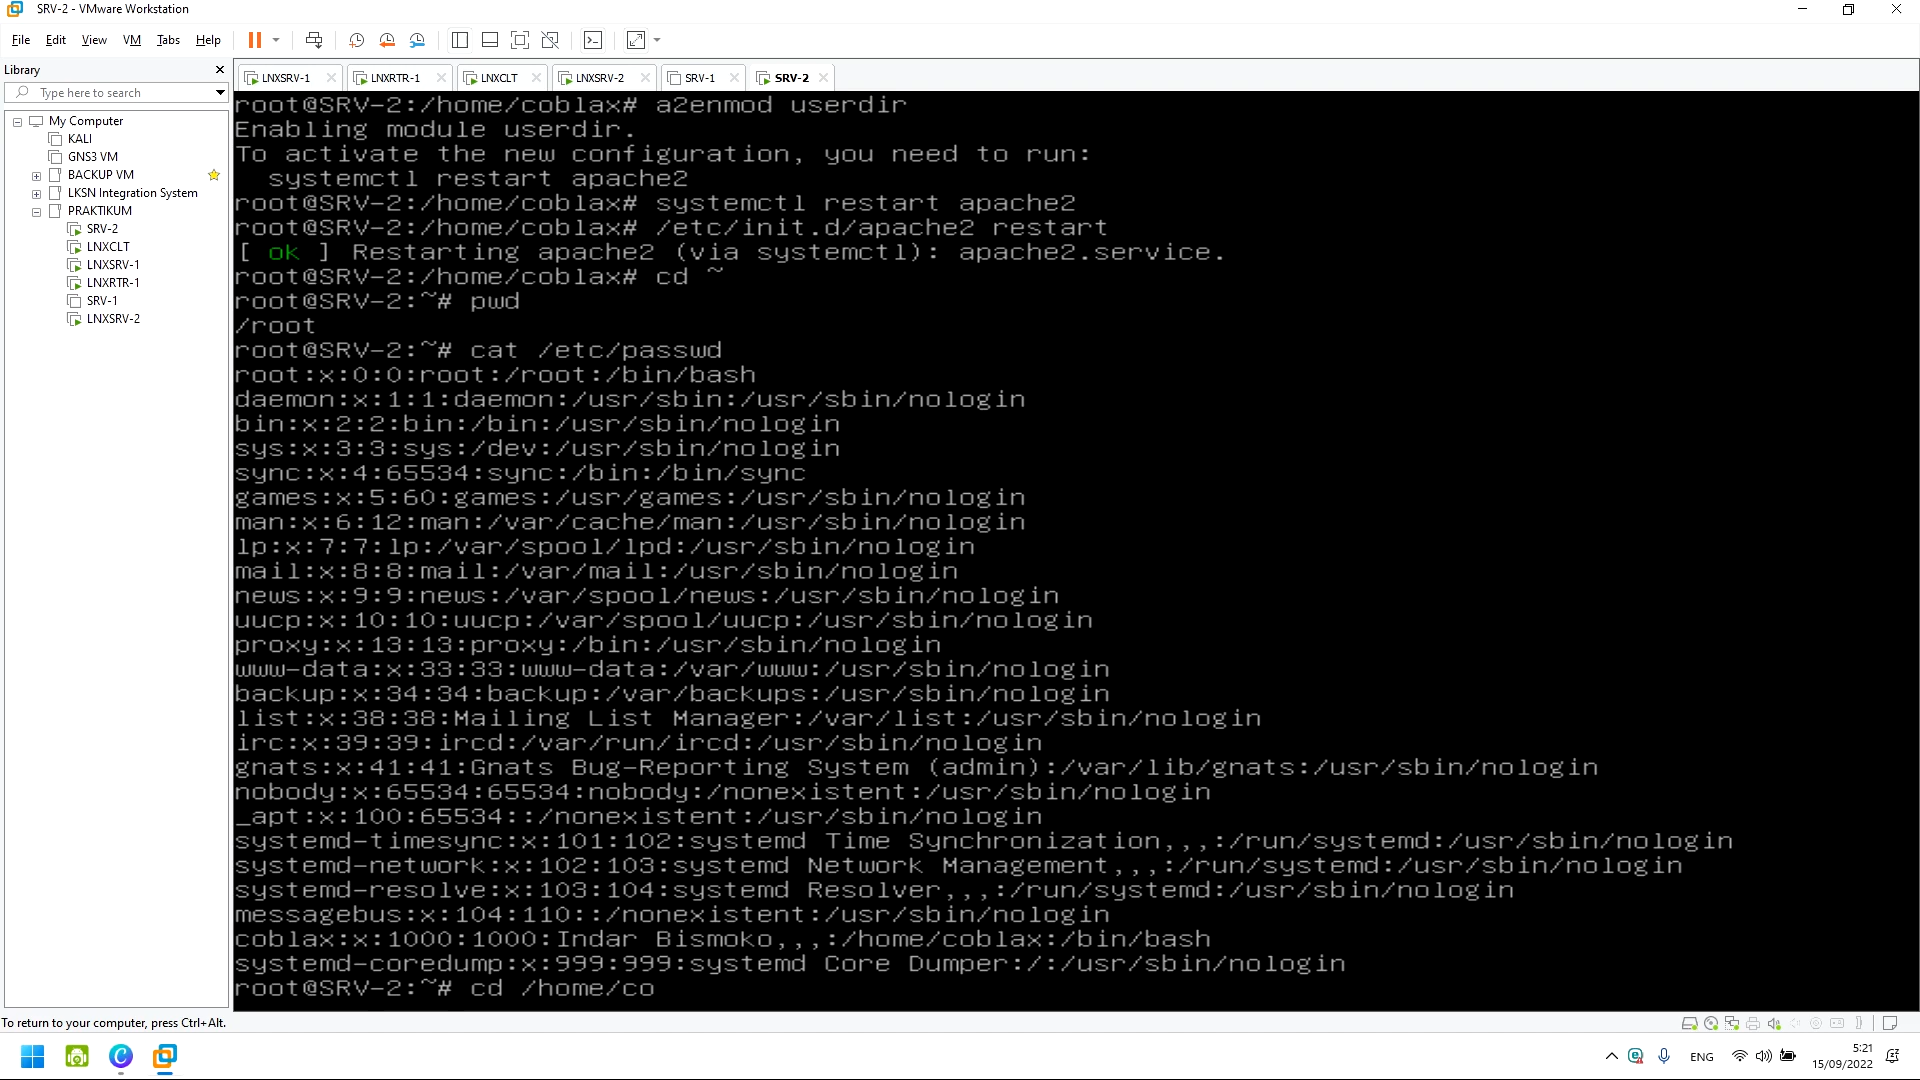 SRV-2 - VMware Workstation
File Edit View VM Tabs Help
Library
Type here to search
My Computer
KALI
GNS3 VM
BACKUP VM
LKSN Integration System
PRAKTIKUM
SRV-2
LNXCLT
LNXSRV-1
LNXRTR-1
SRV-1
LNXSRV-2
LNXSRV-1 LNXRTR-1 LNXCLT LNXSRV-2 SRV-1 SRV-2
root@SRV-2:/home/coblax# a2enmod userdir
Enabling module userdir.
To activate the new configuration, you need to run:
  systemctl restart apache2
root@SRV-2:/home/coblax# systemctl restart apache2
root@SRV-2:/home/coblax# /etc/init.d/apache2 restart
[ ok ] Restarting apache2 (via systemctl): apache2.service.
root@SRV-2:/home/coblax# cd ~
root@SRV-2:~# pwd
/root
root@SRV-2:~# cat /etc/passwd
root:x:0:0:root:/root:/bin/bash
daemon:x:1:1:daemon:/usr/sbin:/usr/sbin/nologin
bin:x:2:2:bin:/bin:/usr/sbin/nologin
sys:x:3:3:sys:/dev:/usr/sbin/nologin
sync:x:4:65534:sync:/bin:/bin/sync
games:x:5:60:games:/usr/games:/usr/sbin/nologin
man:x:6:12:man:/var/cache/man:/usr/sbin/nologin
lp:x:7:7:lp:/var/spool/lpd:/usr/sbin/nologin
mail:x:8:8:mail:/var/mail:/usr/sbin/nologin
news:x:9:9:news:/var/spool/news:/usr/sbin/nologin
uucp:x:10:10:uucp:/var/spool/uucp:/usr/sbin/nologin
proxy:x:13:13:proxy:/bin:/usr/sbin/nologin
www-data:x:33:33:www-data:/var/www:/usr/sbin/nologin
backup:x:34:34:backup:/var/backups:/usr/sbin/nologin
list:x:38:38:Mailing List Manager:/var/list:/usr/sbin/nologin
irc:x:39:39:ircd:/var/run/ircd:/usr/sbin/nologin
gnats:x:41:41:Gnats Bug-Reporting System (admin):/var/lib/gnats:/usr/sbin/nologin
nobody:x:65534:65534:nobody:/nonexistent:/usr/sbin/nologin
_apt:x:100:65534::/nonexistent:/usr/sbin/nologin
systemd-timesync:x:101:102:systemd Time Synchronization,,,:/run/systemd:/usr/sbin/nologin
systemd-network:x:102:103:systemd Network Management,,,:/run/systemd:/usr/sbin/nologin
systemd-resolve:x:103:104:systemd Resolver,,,:/run/systemd:/usr/sbin/nologin
messagebus:x:104:110::/nonexistent:/usr/sbin/nologin
coblax:x:1000:1000:Indar Bismoko,,,:/home/coblax:/bin/bash
systemd-coredump:x:999:999:systemd Core Dumper:/:/usr/sbin/nologin
root@SRV-2:~# cd /home/co
To return to your computer, press Ctrl+Alt.
ENG
5:21
15/09/2022